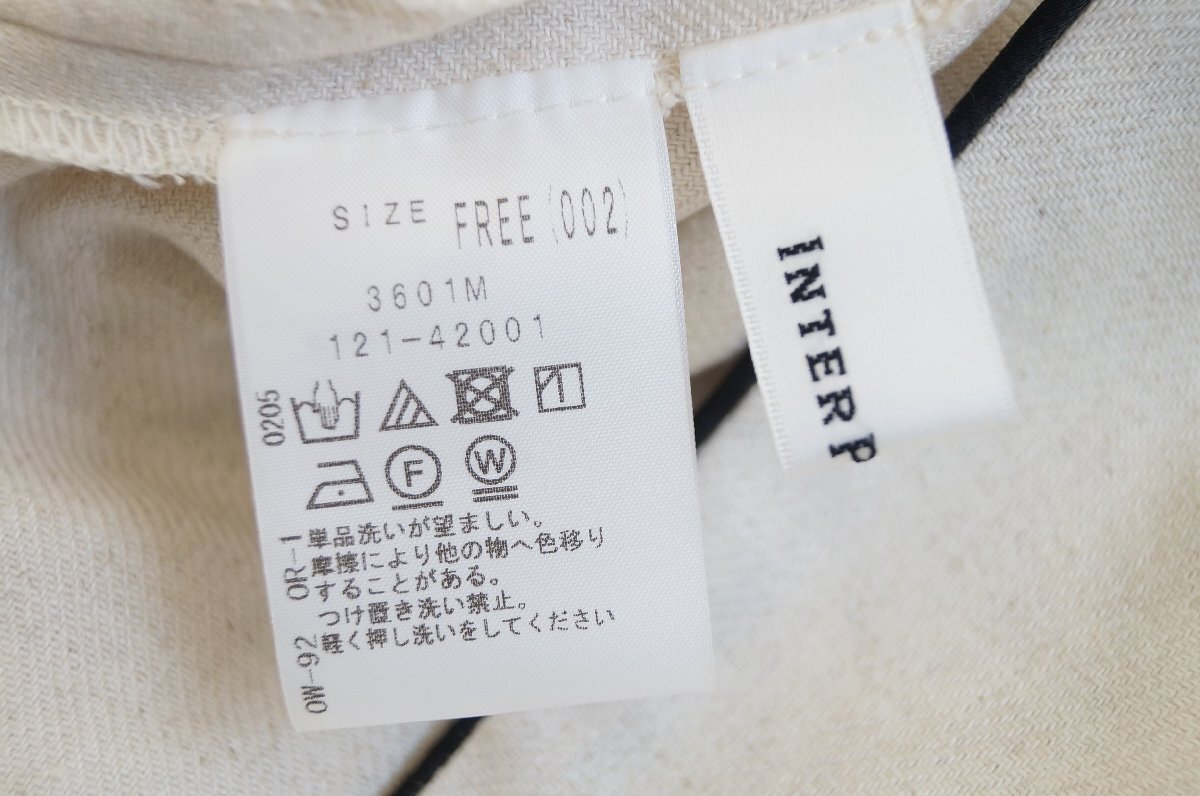 SIZE FREE(002)
3601M
121-42001
0205
F W
OR-1
単品洗いが望ましい。
摩擦により他の物へ色移り
することがある。
つけ置き洗い禁止。
OW-92
軽く押し洗いをしてください
INTERP